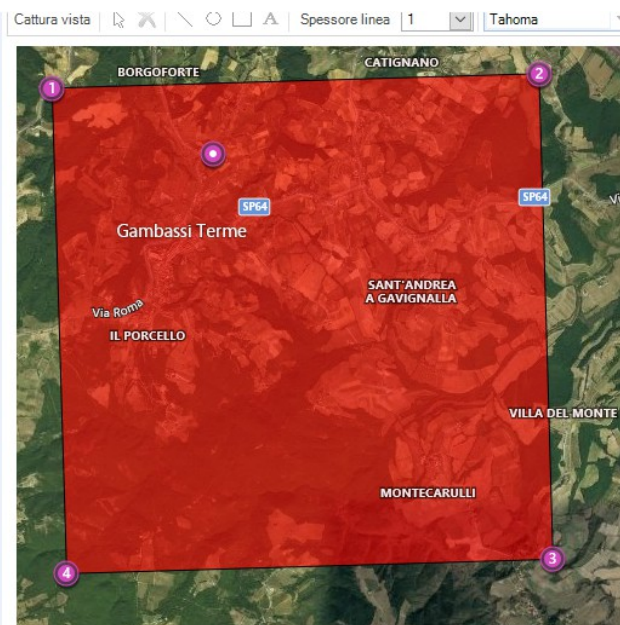 Cattura vista A Spessore linea 1 Tahoma
CATIGNANO
BORGOFORTE
1
2
SP64
SP64
Gambassi Terme
SANT'ANDREA
A GAVIGNALLA
Via Roma
IL PORCELLO
VILLA DEL MONTE
MONTECARULLI
3
4